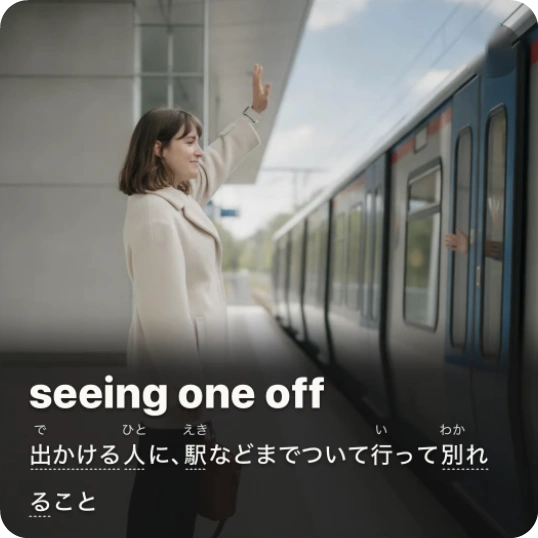 seeing one off
で ひと えき い わか
出かける人に、駅などまでついて行って別れ
ること